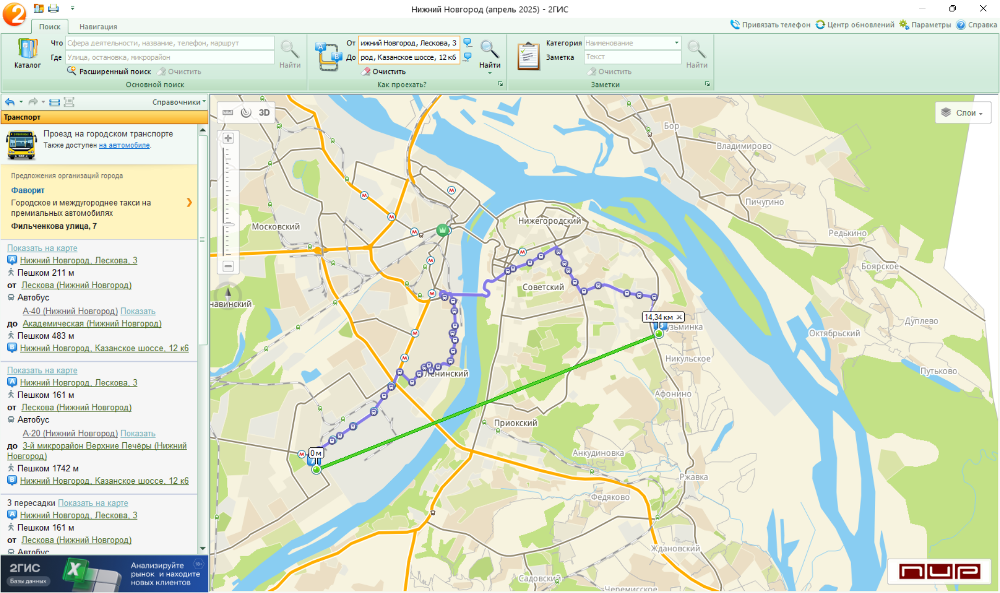 Нижний Новгород (апрель 2025) - 2ГИС
Поиск
Навигация
Привязать телефон
Центр обновлений
Параметры
Справка
Каталог
Что
Сфера деятельности, название, телефон, маршрут
Где
Улица, остановка, микрорайон
Расширенный поиск
Очистить
Найти
Основной поиск
От
ижний Новгород, Лескова, 3
До
род, Казанское шоссе, 12 к6
Очистить
Найти
Как проехать?
Категория
Наименование
Заметка
Текст
Очистить
Найти
Заметки
Справочники
Транспорт
Проезд на городском транспорте
Также доступен на автомобиле.
Предложения организаций города
Фаворит
Городское и междугороднее такси на
премиальных автомобилях
Фильченкова улица, 7
Показать на карте
A Нижний Новгород, Лескова, 3
Пешком 211 м
от Лескова (Нижний Новгород)
Автобус
А-40 (Нижний Новгород) Показать
до Академическая (Нижний Новгород)
Пешком 483 м
B Нижний Новгород, Казанское шоссе, 12 к6
Показать на карте
A Нижний Новгород, Лескова, 3
Пешком 161 м
от Лескова (Нижний Новгород)
Автобус
А-20 (Нижний Новгород) Показать
до 3-й микрорайон Верхние Печёры (Нижний
Новгород)
Пешком 1742 м
B Нижний Новгород, Казанское шоссе, 12 к6
3 пересадки Показать на карте
A Нижний Новгород, Лескова, 3
Пешком 161 м
от Лескова (Нижний Новгород)
Автобус
2ГИС
Базы данных
Анализируйте
рынок и находите
новых клиентов
18+
3D
Слои
Бор
Владимирово
Пичугино
Московский
Нижегородский
Редькино
Боярское
Советский
навинский
14,34 км
узьминка
Дуплево
Октябрьский
Никульское
Ленинский
Путьково
Афонино
Приокский
0 м
Анкудиновка
Ржавка
Федяково
Ждановский
Садовский
Черемисское
ПИР